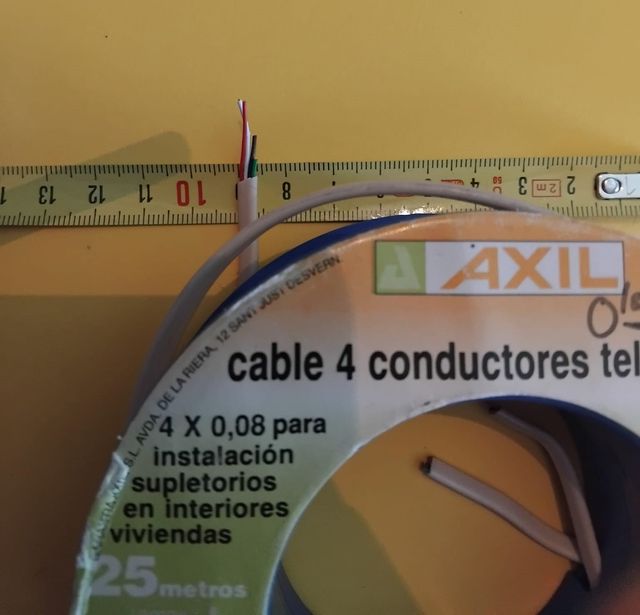 13 12 11 10 8 7 4 3 2m 2
AXIL
AVDA. DE LA RIERA, 12 SANT JUST DESVERN
cable 4 conductores tel
4 X 0,08 para
instalación
supletorios
en interiores
viviendas
25 metros